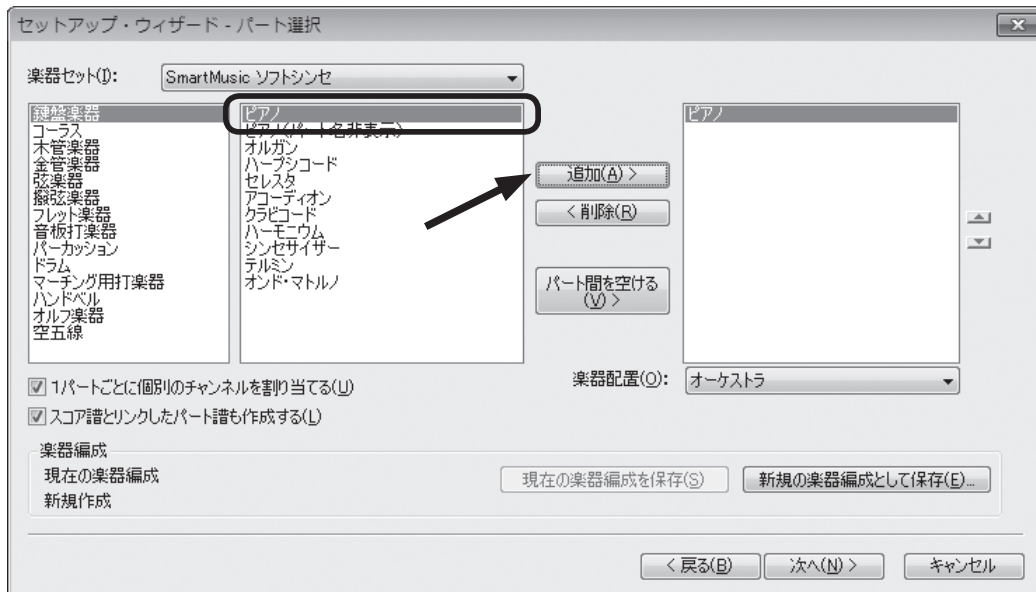 セットアップ・ウィザード - パート選択
楽器セット(I):
SmartMusic ソフトシンセ
鍵盤楽器
コーラス
木管楽器
金管楽器
弦楽器
撥弦楽器
フレット楽器
音板打楽器
パーカッション
ドラム
マーチング用打楽器
ハンドベル
オルフ楽器
空五線
ピアノ
ピアノ(パート名非表示)
オルガン
ハープシコード
セレスタ
アコーディオン
クラビコード
ハーモニウム
シンセサイザー
テルミン
オンド・マトルノ
追加(A) >
< 削除(R)
パート間を空ける
(V) >
ピアノ
楽器配置(O):
オーケストラ
1パートごとに個別のチャンネルを割り当てる(U)
スコア譜とリンクしたパート譜も作成する(L)
楽器編成
現在の楽器編成
新規作成
現在の楽器編成を保存(S)
新規の楽器編成として保存(E)...
< 戻る(B)
次へ(N) >
キャンセル